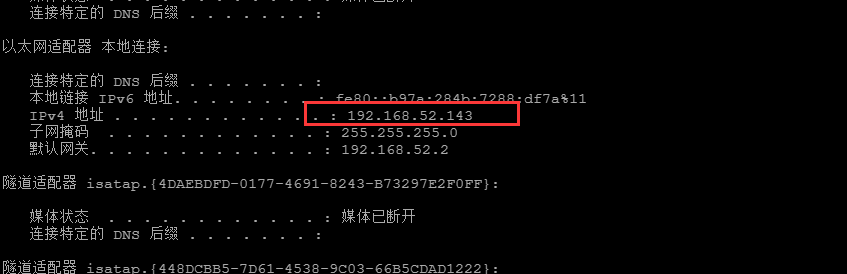 连接特定的 DNS 后缀 . . . . . . . :
以太网适配器 本地连接:
连接特定的 DNS 后缀 . . . . . . . :
本地链接 IPv6 地址. . . . . . . . : fe80::b97a:284b:7288:df7a%11
IPv4 地址 . . . . . . . . . . . . : 192.168.52.143
子网掩码  . . . . . . . . . . . . : 255.255.255.0
默认网关. . . . . . . . . . . . . : 192.168.52.2
隧道适配器 isatap.{4DAEBDFD-0177-4691-8243-B73297E2F0FF}:
媒体状态  . . . . . . . . . . . . : 媒体已断开
连接特定的 DNS 后缀 . . . . . . . :
隧道适配器 isatap.{448DCBB5-7D61-4538-9C03-66B5CDAD1222}: